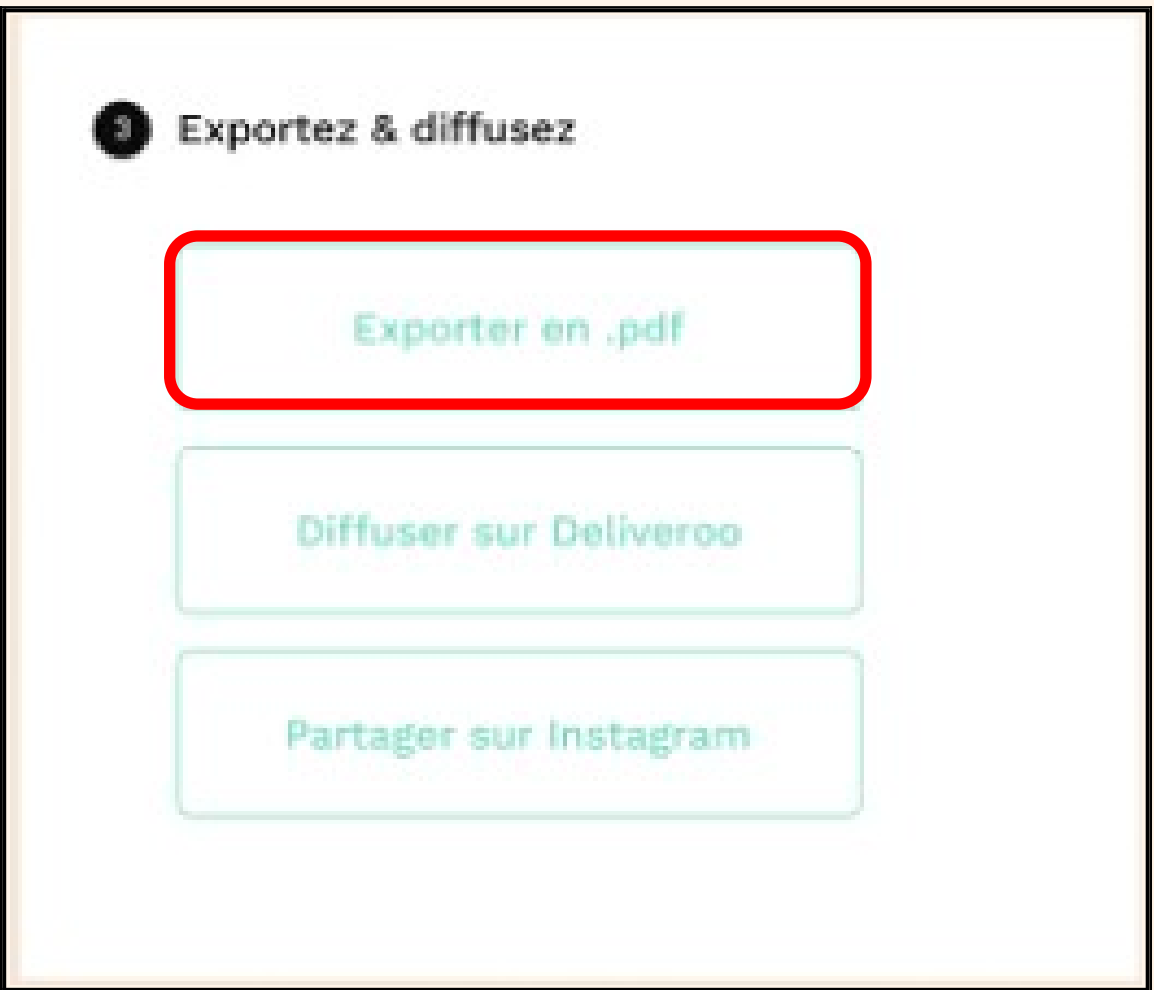 3 Exportez & diffusez
Exporter en .pdf
Diffuser sur Deliveroo
Partager sur Instagram